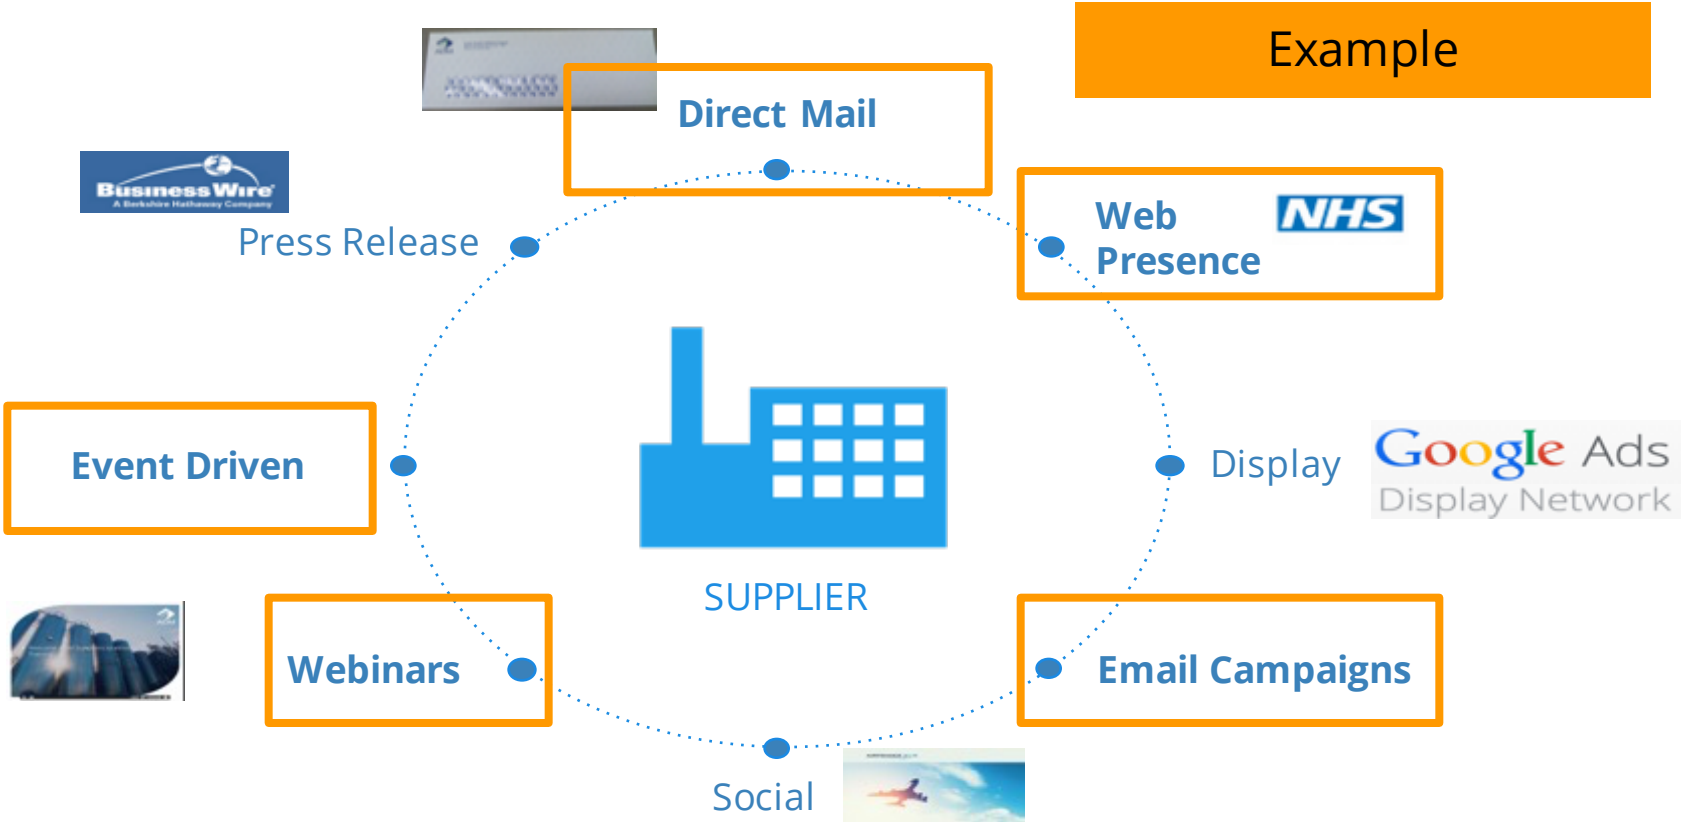 Example
Direct Mail
Business Wire
A Berkshire Hathaway Company
Press Release
Web
Presence
NHS
Event Driven
Display
Google Ads
Display Network
SUPPLIER
Webinars
Email Campaigns
Social